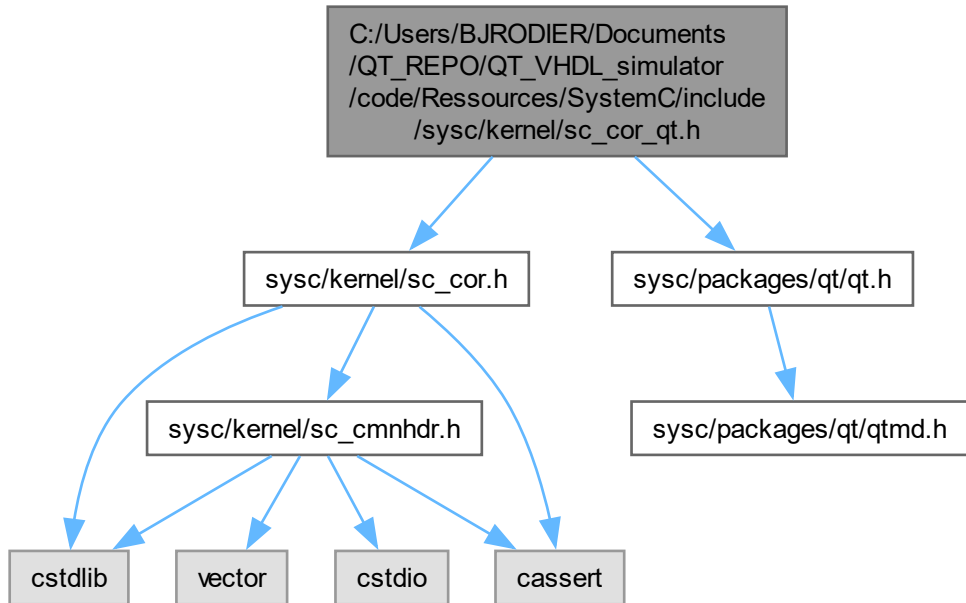 C:/Users/BJRODIER/Documents
/QT_REPO/QT_VHDL_simulator
/code/Ressources/SystemC/include
/sysc/kernel/sc_cor_qt.h
sysc/kernel/sc_cor.h
sysc/packages/qt/qt.h
sysc/kernel/sc_cmnhdr.h
sysc/packages/qt/qtmd.h
cstdlib
vector
cstdio
cassert